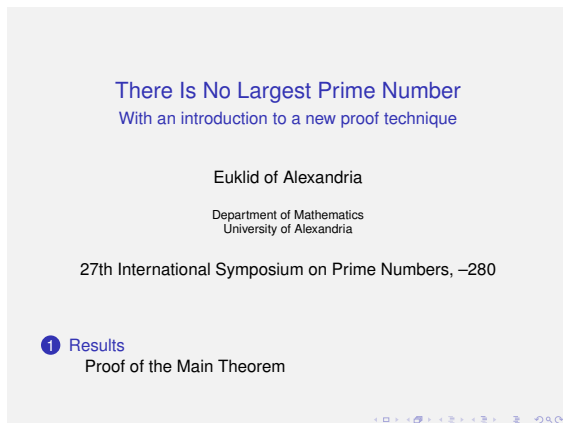 There Is No Largest Prime Number
With an introduction to a new proof technique
Euklid of Alexandria
Department of Mathematics
University of Alexandria
27th International Symposium on Prime Numbers, –280
1 Results
Proof of the Main Theorem